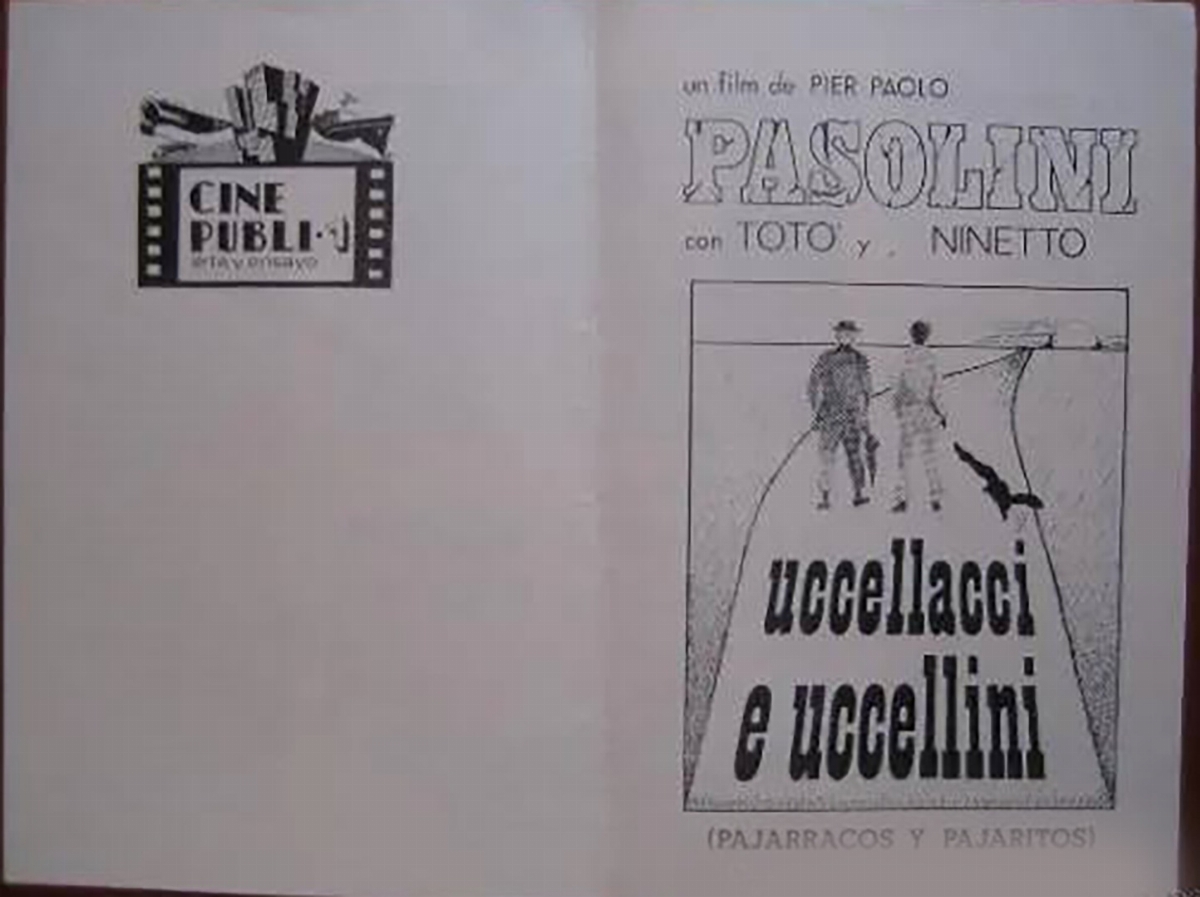 CINE
PUBLI·
arte y ensayo
un film de PIER PAOLO
PASOLINI
con TOTO' y NINETTO
uccellacci
e uccellini
(PAJARRACOS Y PAJARITOS)